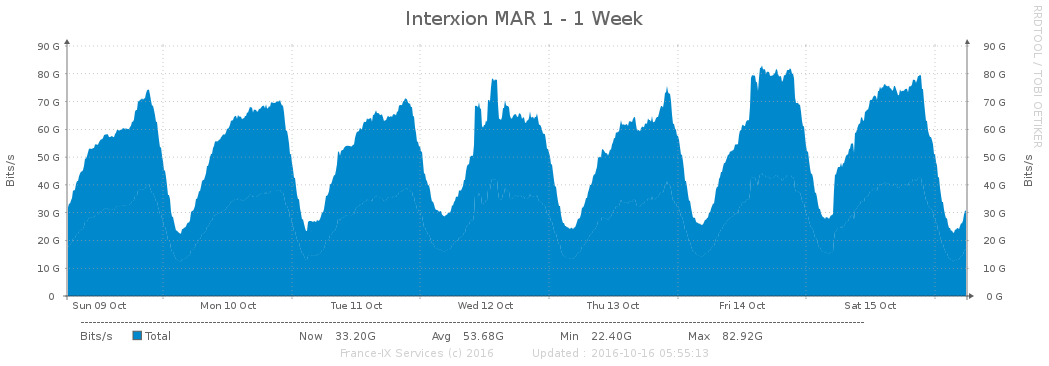 Interxion MAR 1 - 1 Week
RRDTOOL / TOBI OETIKER
Bits/s
90 G 90 G
80 G 80 G
70 G 70 G
60 G 60 G
50 G 50 G
40 G 40 G
30 G 30 G
20 G 20 G
10 G 10 G
0 0 G
Bits/s
Sun 09 Oct Mon 10 Oct Tue 11 Oct Wed 12 Oct Thu 13 Oct Fri 14 Oct Sat 15 Oct
Bits/s Total Now 33.20G Avg 53.68G Min 22.40G Max 82.92G
France-IX Services (c) 2016 Updated : 2016-10-16 05:55:13